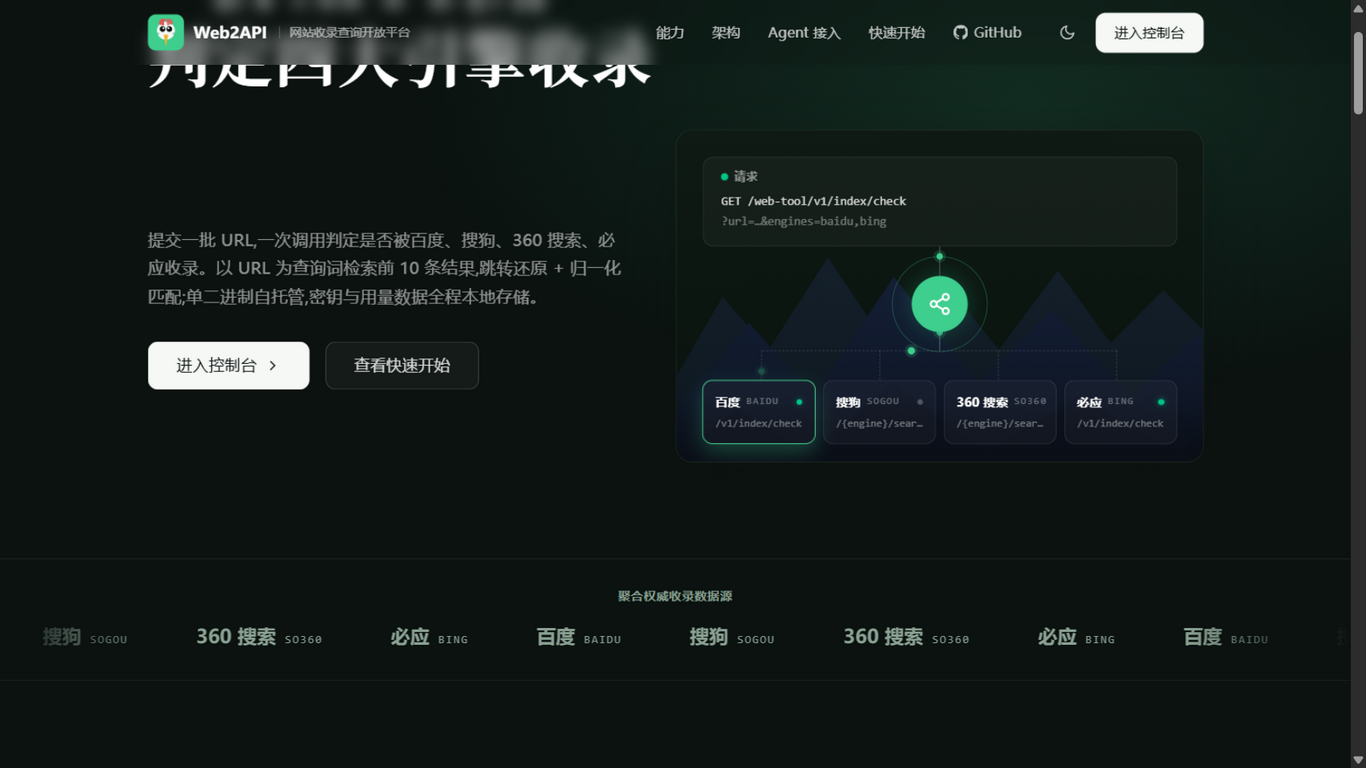 Web2API
网站收录查询开放平台
能力
架构
Agent 接入
快速开始
GitHub
进入控制台
判定四大引擎收录
请求
GET /web-tool/v1/index/check
?url=…&engines=baidu,bing
提交一批 URL,一次调用判定是否被百度、搜狗、360 搜索、必
应收录。以 URL 为查询词检索前 10 条结果,跳转还原 + 归一化
匹配;单二进制自托管,密钥与用量数据全程本地存储。
进入控制台
查看快速开始
百度 BAIDU
/v1/index/check
搜狗 SOGOU
/{engine}/sear…
360 搜索 SO360
/{engine}/sear…
必应 BING
/v1/index/check
聚合权威收录数据源
搜狗 SOGOU
360 搜索 SO360
必应 BING
百度 BAIDU
搜狗 SOGOU
360 搜索 SO360
必应 BING
百度 BAIDU